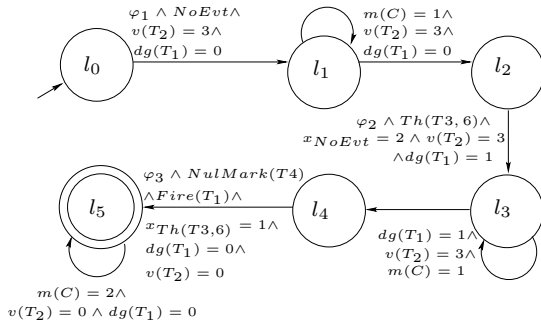 φ₁ ∧ NoEvt∧
v(T₂) = 3∧
dg(T₁) = 0
m(C) = 1∧
v(T₂) = 3∧
dg(T₁) = 0
l₀
l₁
l₂
φ₂ ∧ Th(T3, 6)∧
x_NoEvt = 2 ∧ v(T₂) = 3
∧dg(T₁) = 1
φ₃ ∧ NulMark(T4)
∧Fire(T₁)∧
x_Th(T3,6) = 1∧
dg(T₁) = 0∧
v(T₂) = 0
l₅
l₄
l₃
dg(T₁) = 1∧
v(T₂) = 3∧
m(C) = 1
m(C) = 2∧
v(T₂) = 0 ∧ dg(T₁) = 0